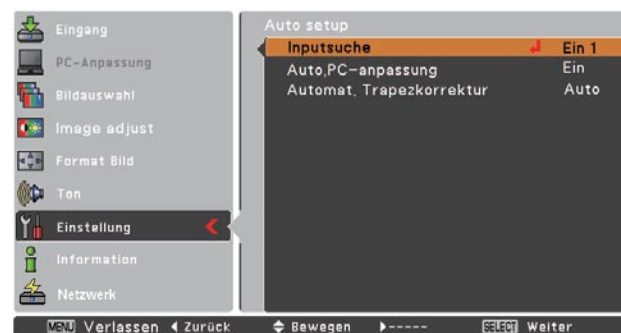 Eingang
PC-Anpassung
Bildauswahl
Image adjust
Format Bild
Ton
Einstellung
Information
Netzwerk
Auto setup
Inputsuche Ein 1
Auto,PC-anpassung Ein
Automat, Trapezkorrektur Auto
MENU Verlassen Zurück Bewegen ----- SELECT Weiter